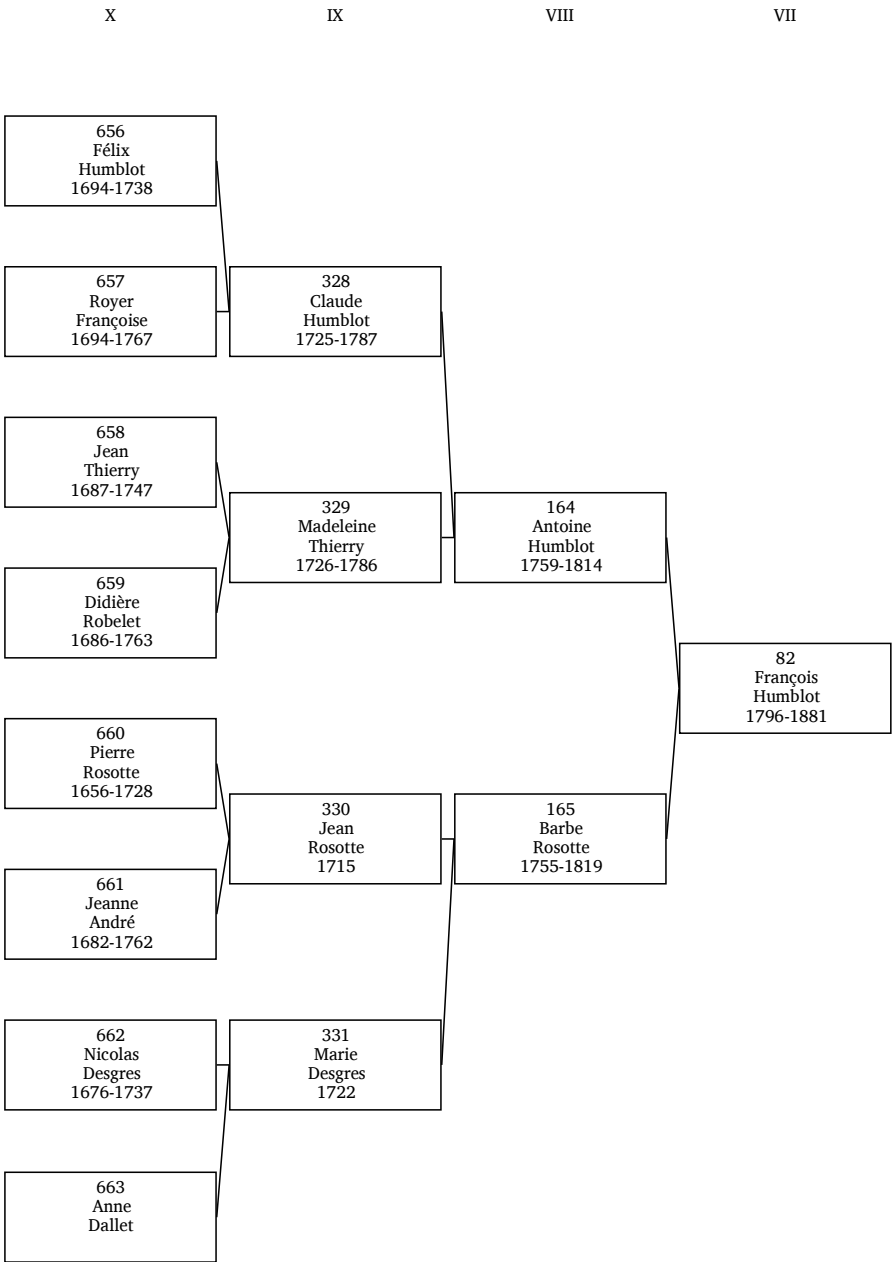 X IX VIII VII
656
Félix
Humblot
1694-1738
657
Royer
Françoise
1694-1767
328
Claude
Humblot
1725-1787
658
Jean
Thierry
1687-1747
329
Madeleine
Thierry
1726-1786
164
Antoine
Humblot
1759-1814
659
Didière
Robelet
1686-1763
82
François
Humblot
1796-1881
660
Pierre
Rosotte
1656-1728
330
Jean
Rosotte
1715
165
Barbe
Rosotte
1755-1819
661
Jeanne
André
1682-1762
662
Nicolas
Desgres
1676-1737
331
Marie
Desgres
1722
663
Anne
Dallet